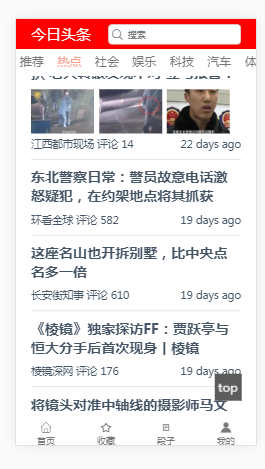 今日头条 搜索
推荐 热点 社会 娱乐 科技 汽车 体
江西都市现场 评论 14 22 days ago
东北警察日常：警员故意电话激
怒疑犯，在约架地点将其抓获
环看全球 评论 582 19 days ago
这座名山也开拆别墅，比中央点
名多一倍
长安街知事 评论 610 19 days ago
《棱镜》独家探访FF：贾跃亭与
恒大分手后首次现身丨棱镜
棱镜深网 评论 176 19 days ago
top
将镜头对准中轴线的摄影师马文
首页 收藏 段子 我的